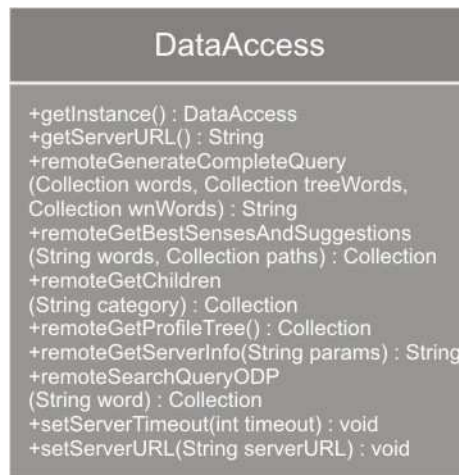 DataAccess
+getInstance() : DataAccess
+getServerURL() : String
+remoteGenerateCompleteQuery
(Collection words, Collection treeWords,
Collection wnWords) : String
+remoteGetBestSensesAndSuggestions
(String words, Collection paths) : Collection
+remoteGetChildren
(String category) : Collection
+remoteGetProfileTree() : Collection
+remoteGetServerInfo(String params) : String
+remoteSearchQueryODP
(String word) : Collection
+setServerTimeout(int timeout) : void
+setServerURL(String serverURL) : void